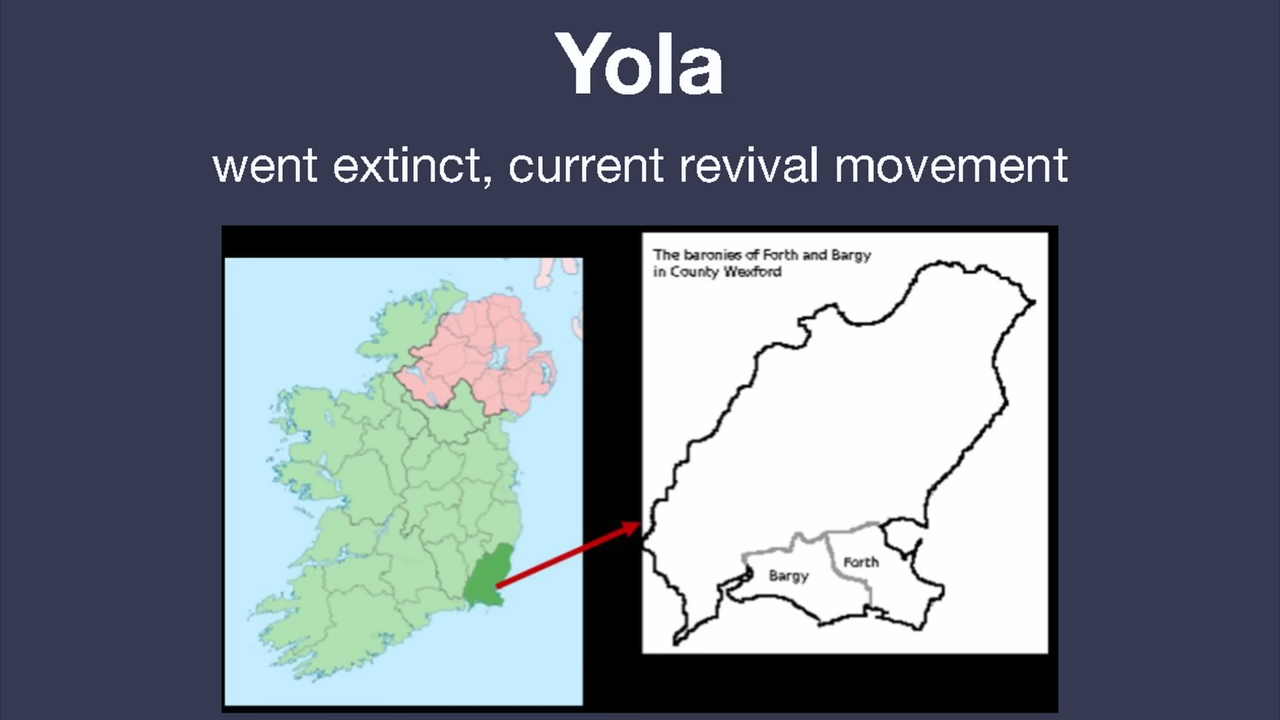 Yola
went extinct, current revival movement
The baronies of Forth and Bargy
in County Wexford
Forth
Bargy